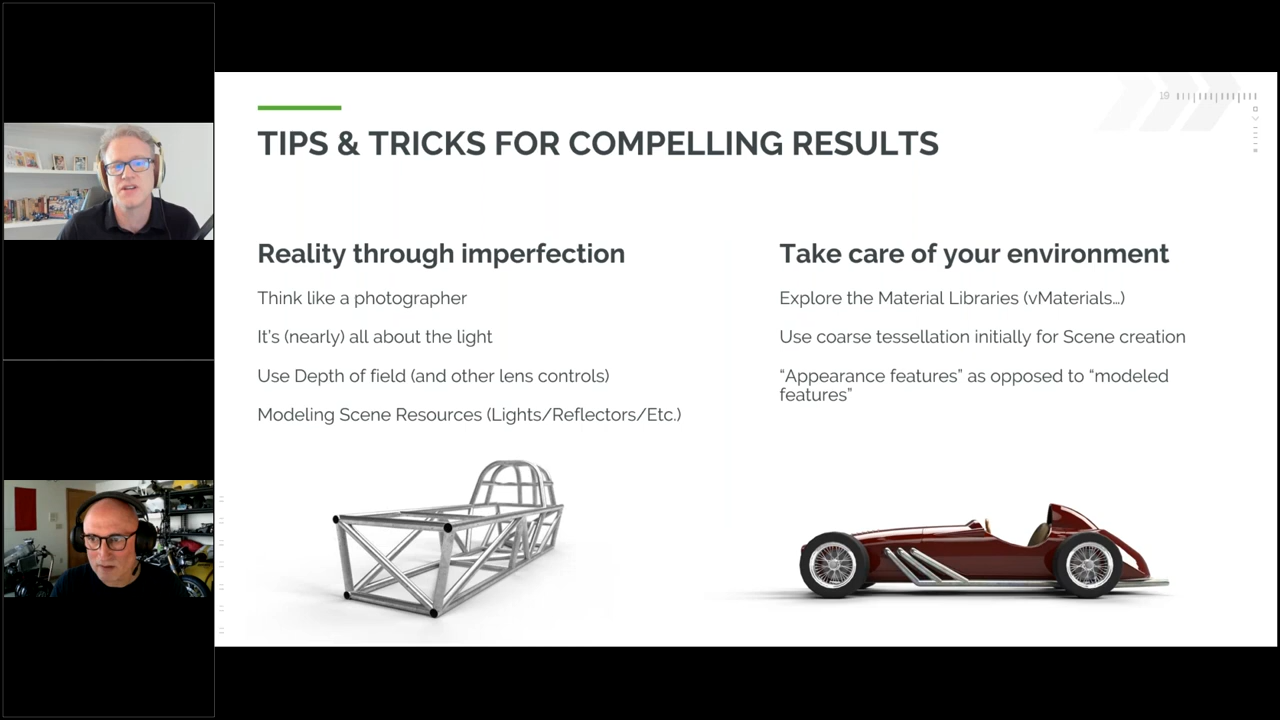 19
TIPS & TRICKS FOR COMPELLING RESULTS
Reality through imperfection
Think like a photographer
It's (nearly) all about the light
Use Depth of field (and other lens controls)
Modeling Scene Resources (Lights/Reflectors/Etc.)
Take care of your environment
Explore the Material Libraries (vMaterials...)
Use coarse tessellation initially for Scene creation
“Appearance features” as opposed to “modeled
features”